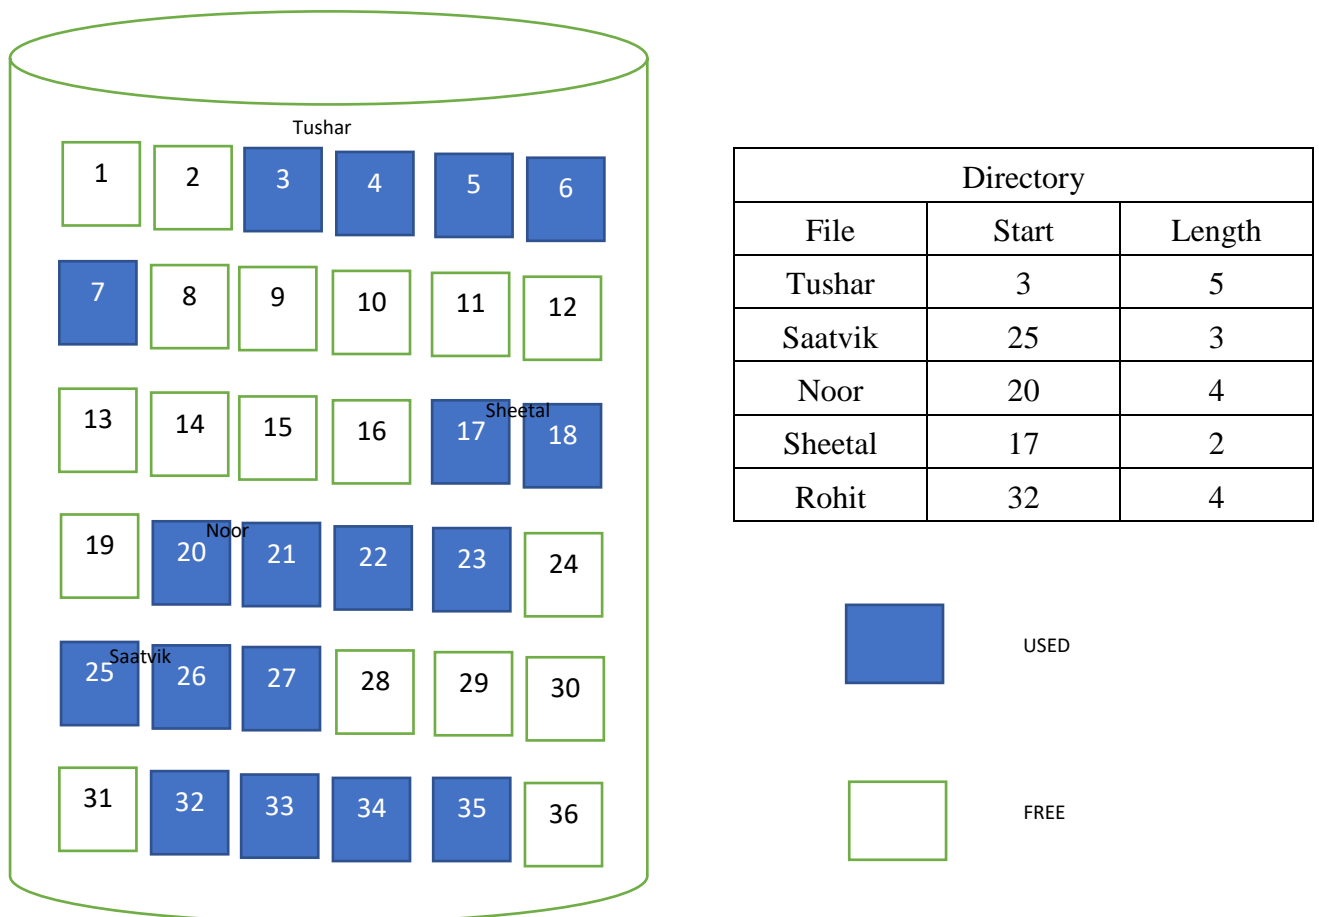 Tushar
1 2 3 4 5 6
7 8 9 10 11 12
Sheetal
13 14 15 16 17 18
Noor
19 20 21 22 23 24
Saatvik
25 26 27 28 29 30
31 32 33 34 35 36
Directory
File Start Length
Tushar 3 5
Saatvik 25 3
Noor 20 4
Sheetal 17 2
Rohit 32 4
USED
FREE